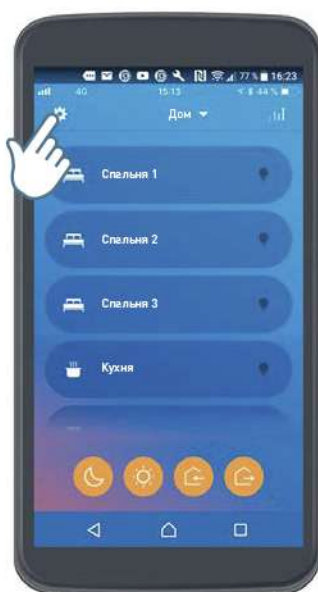 77 % 16:23
4G 15:13 44 %
Дом
Спальня 1
Спальня 2
Спальня 3
Кухня